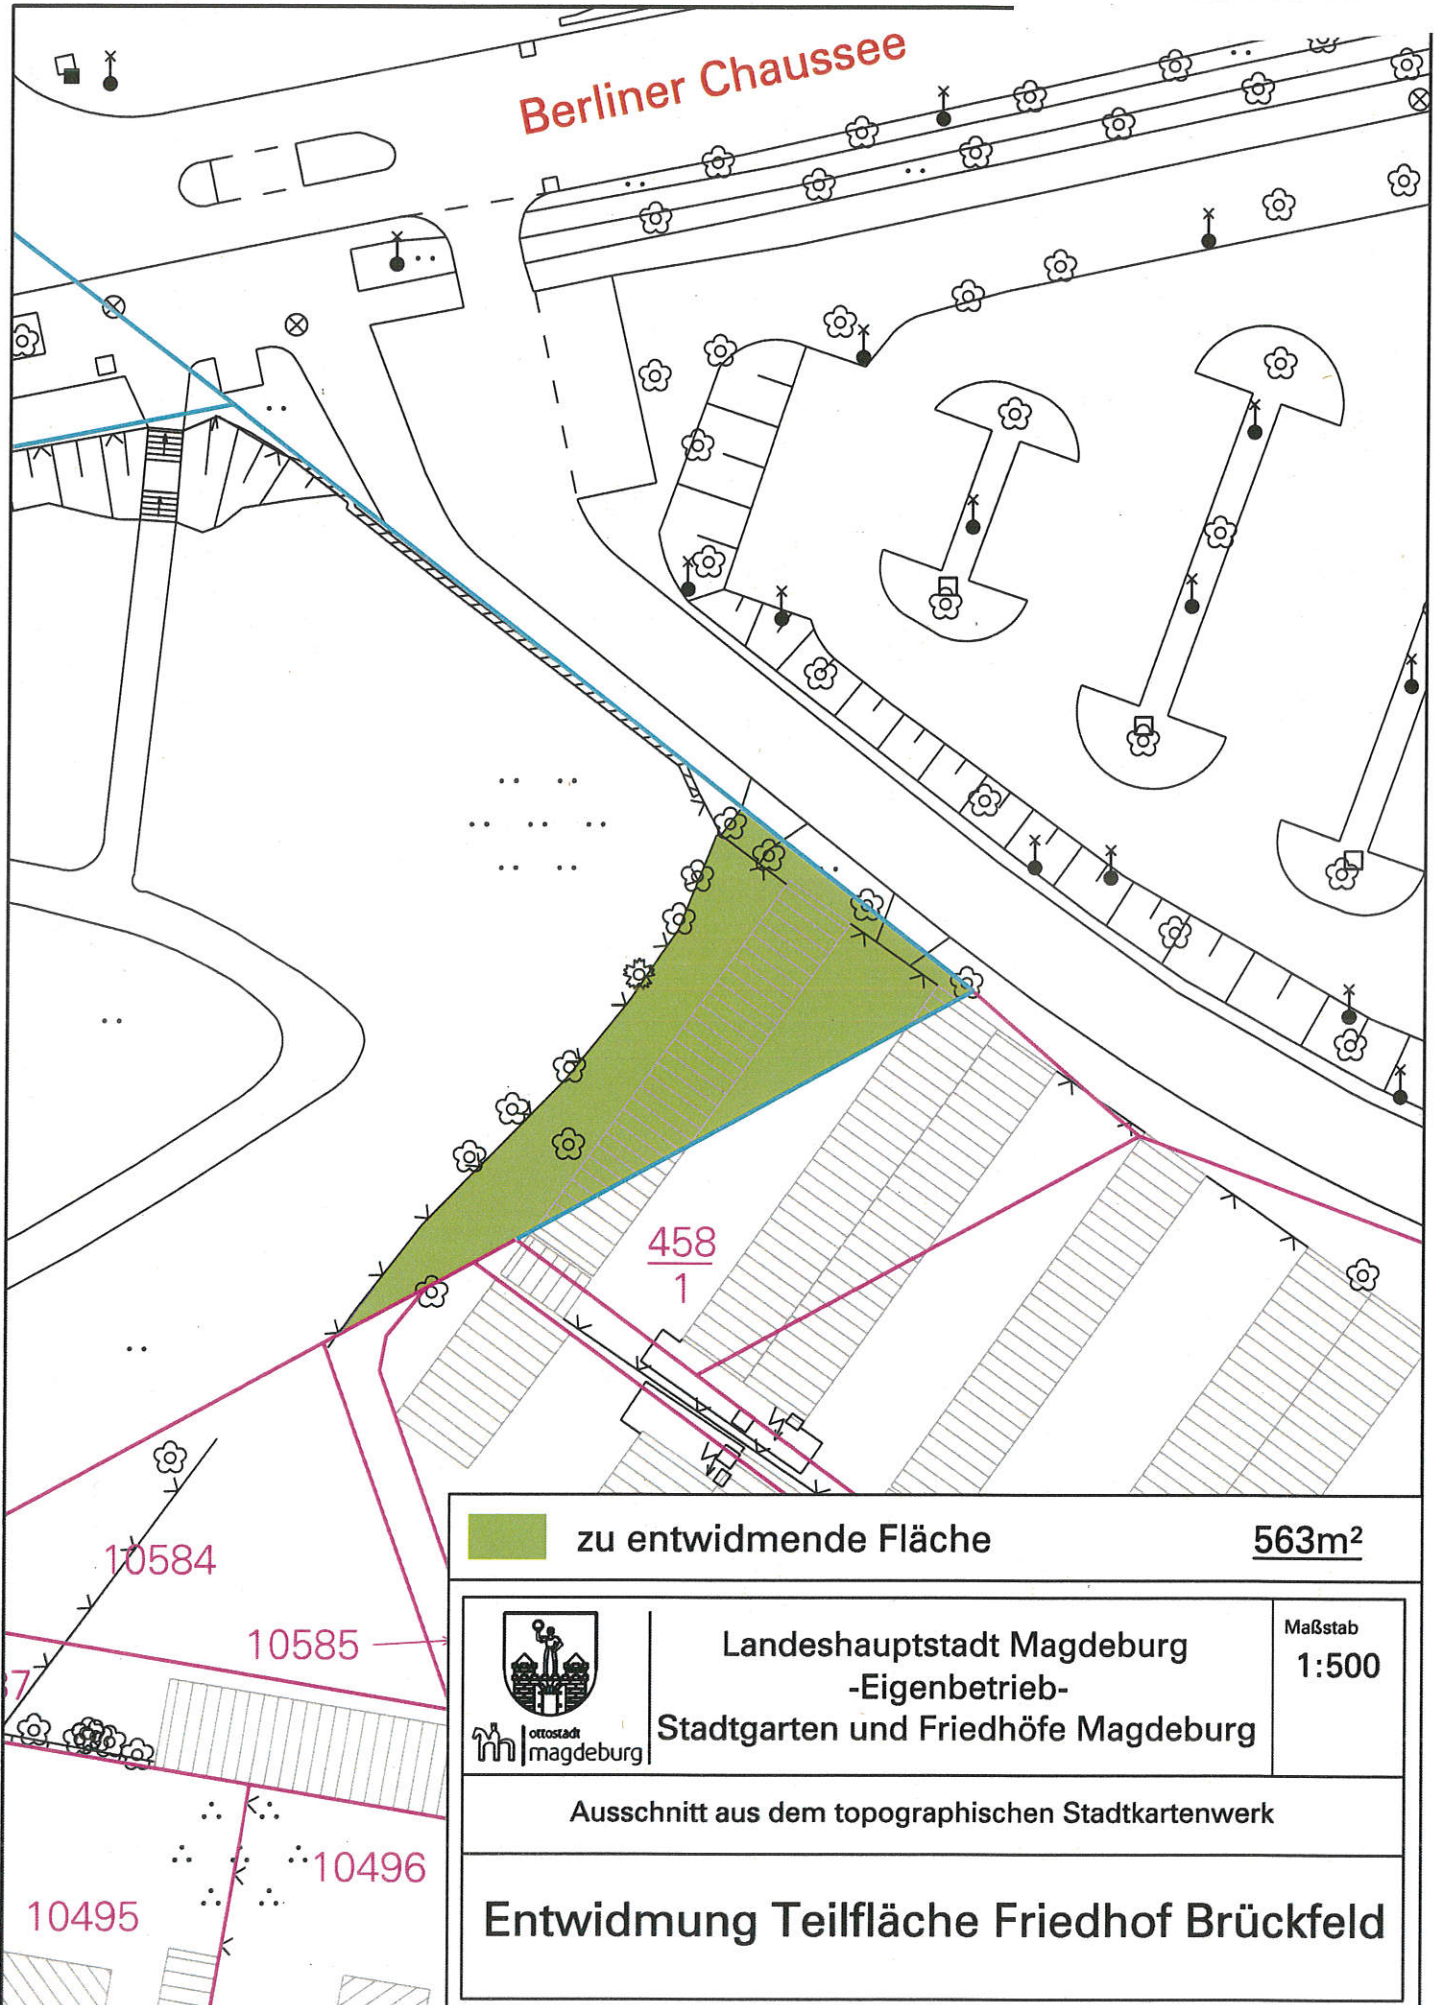 Berliner Chaussee
458
1
10584
10585
37
10496
10495
zu entwidmende Fläche 563m²
ottostadt
magdeburg
Landeshauptstadt Magdeburg
-Eigenbetrieb-
Stadtgarten und Friedhöfe Magdeburg
Maßstab
1:500
Ausschnitt aus dem topographischen Stadtkartenwerk
Entwidmung Teilfläche Friedhof Brückfeld